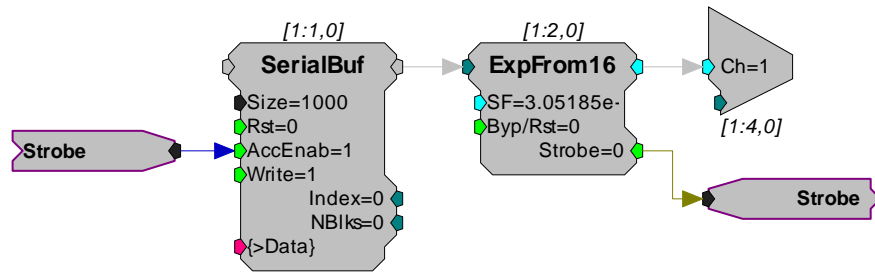 [1:1,0]
SerialBuf
Size=1000
Rst=0
AccEnab=1
Write=1
Index=0
NBlks=0
{>Data}
Strobe
[1:2,0]
ExpFrom16
SF=3.05185e-
Byp/Rst=0
Strobe=0
Ch=1
[1:4,0]
Strobe